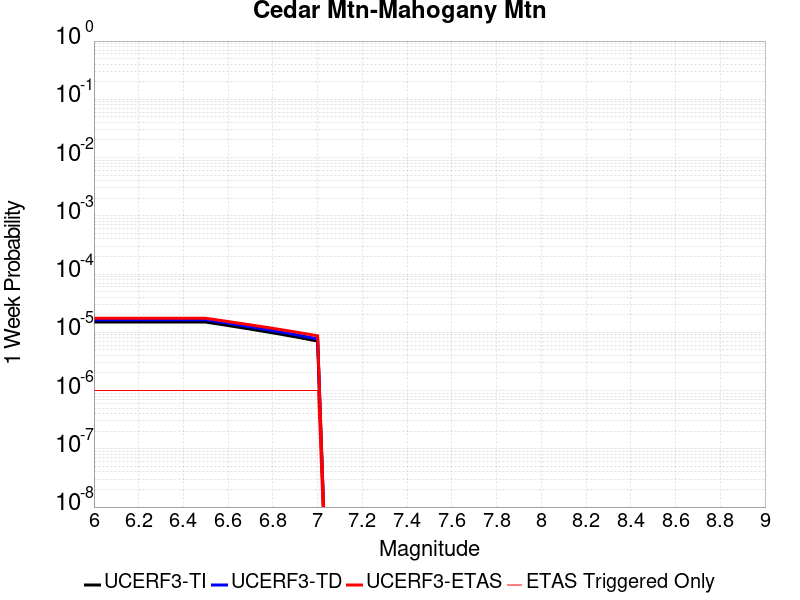 Cedar Mtn-Mahogany Mtn
10^0
10^-1
10^-2
10^-3
10^-4
10^-5
10^-6
10^-7
10^-8
1 Week Probability
6 6.2 6.4 6.6 6.8 7 7.2 7.4 7.6 7.8 8 8.2 8.4 8.6 8.8 9
Magnitude
UCERF3-TI UCERF3-TD UCERF3-ETAS ETAS Triggered Only